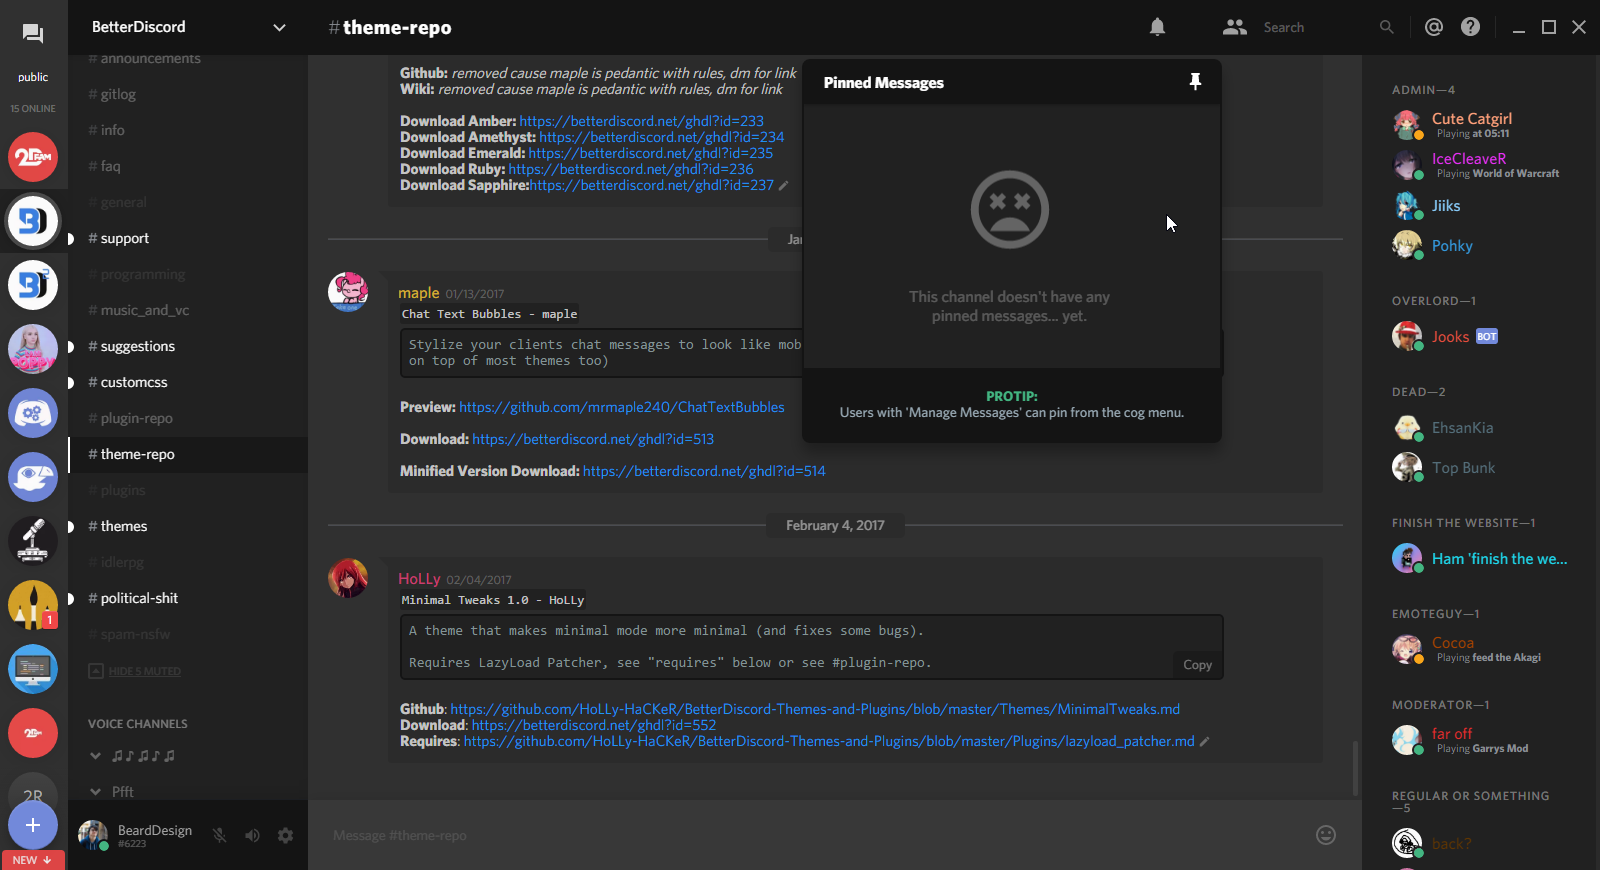 public
15 ONLINE
2DFAM
POPPY
1
2R
NEW
BetterDiscord
# announcements
# gitlog
# info
# faq
# general
# support
# programming
# music_and_vc
# suggestions
# customcss
# plugin-repo
# theme-repo
# plugins
# themes
# idlerpg
# political-shit
# spam-nsfw
HIDE 5 MUTED
VOICE CHANNELS
♫♪♫♪♫
Pfft
BeardDesign
#6223
#theme-repo
Search
Github: removed cause maple is pedantic with rules, dm for link
Wiki: removed cause maple is pedantic with rules, dm for link
Download Amber: https://betterdiscord.net/ghdl?id=233
Download Amethyst: https://betterdiscord.net/ghdl?id=234
Download Emerald: https://betterdiscord.net/ghdl?id=235
Download Ruby: https://betterdiscord.net/ghdl?id=236
Download Sapphire:https://betterdiscord.net/ghdl?id=237
Jan
maple 01/13/2017
Chat Text Bubbles - maple
Stylize your clients chat messages to look like mob
on top of most themes too)
Preview: https://github.com/mrmaple240/ChatTextBubbles
Download: https://betterdiscord.net/ghdl?id=513
Minified Version Download: https://betterdiscord.net/ghdl?id=514
February 4, 2017
HoLLy 02/04/2017
Minimal Tweaks 1.0 - HoLLy
A theme that makes minimal mode more minimal (and fixes some bugs).
Requires LazyLoad Patcher, see "requires" below or see #plugin-repo.
Copy
Github: https://github.com/HoLLy-HaCKeR/BetterDiscord-Themes-and-Plugins/blob/master/Themes/MinimalTweaks.md
Download: https://betterdiscord.net/ghdl?id=552
Requires: https://github.com/HoLLy-HaCKeR/BetterDiscord-Themes-and-Plugins/blob/master/Plugins/lazyload_patcher.md
Message #theme-repo
Pinned Messages
This channel doesn't have any
pinned messages... yet.
PROTIP:
Users with 'Manage Messages' can pin from the cog menu.
ADMIN—4
Cute Catgirl
Playing at 05:11
IceCleaveR
Playing World of Warcraft
Jiiks
Pohky
OVERLORD—1
Jooks BOT
DEAD—2
EhsanKia
Top Bunk
FINISH THE WEBSITE—1
Ham 'finish the we...
EMOTEGUY—1
Cocoa
Playing feed the Akagi
MODERATOR—1
far off
Playing Garrys Mod
REGULAR OR SOMETHING
—5
back?